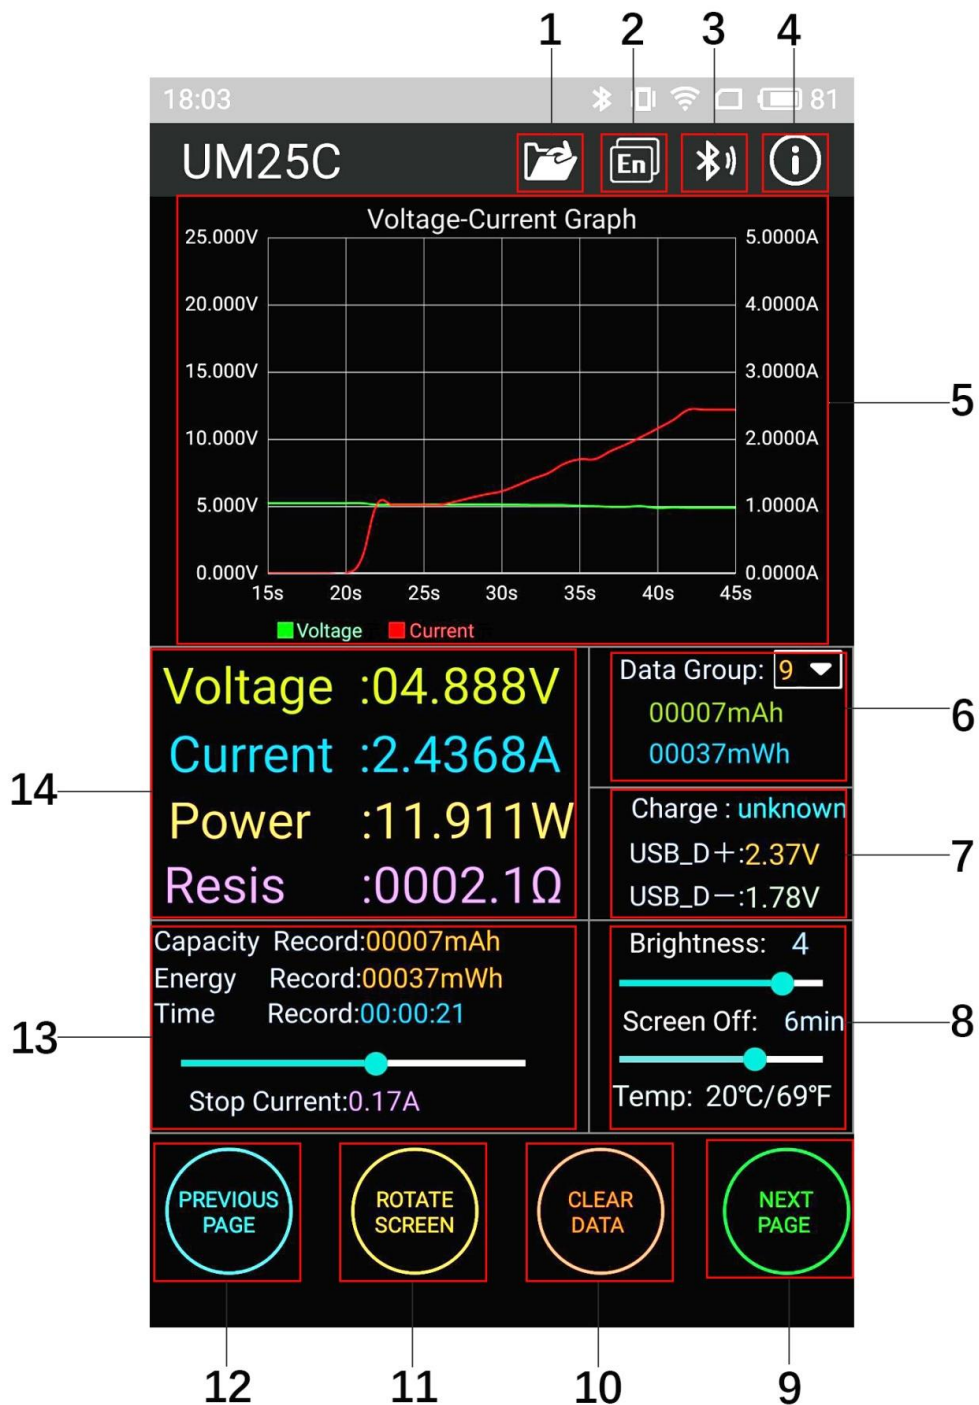 1 2 3 4
18:03 81
UM25C En
Voltage-Current Graph
25.000V 5.0000A
20.000V 4.0000A
15.000V 3.0000A
5
10.000V 2.0000A
5.000V 1.0000A
0.000V 0.0000A
15s 20s 25s 30s 35s 40s 45s
Voltage Current
Voltage :04.888V
Current :2.4368A
Power :11.911W
Resis :0002.1Ω
14
Data Group: 9
00007mAh
00037mWh
6
Charge : unknown
USB_D+:2.37V
USB_D−:1.78V
7
Capacity Record:00007mAh
Energy Record:00037mWh
Time Record:00:00:21
Stop Current:0.17A
13
Brightness: 4
Screen Off: 6min
Temp: 20℃/69℉
8
PREVIOUS
PAGE
ROTATE
SCREEN
CLEAR
DATA
NEXT
PAGE
12 11 10 9